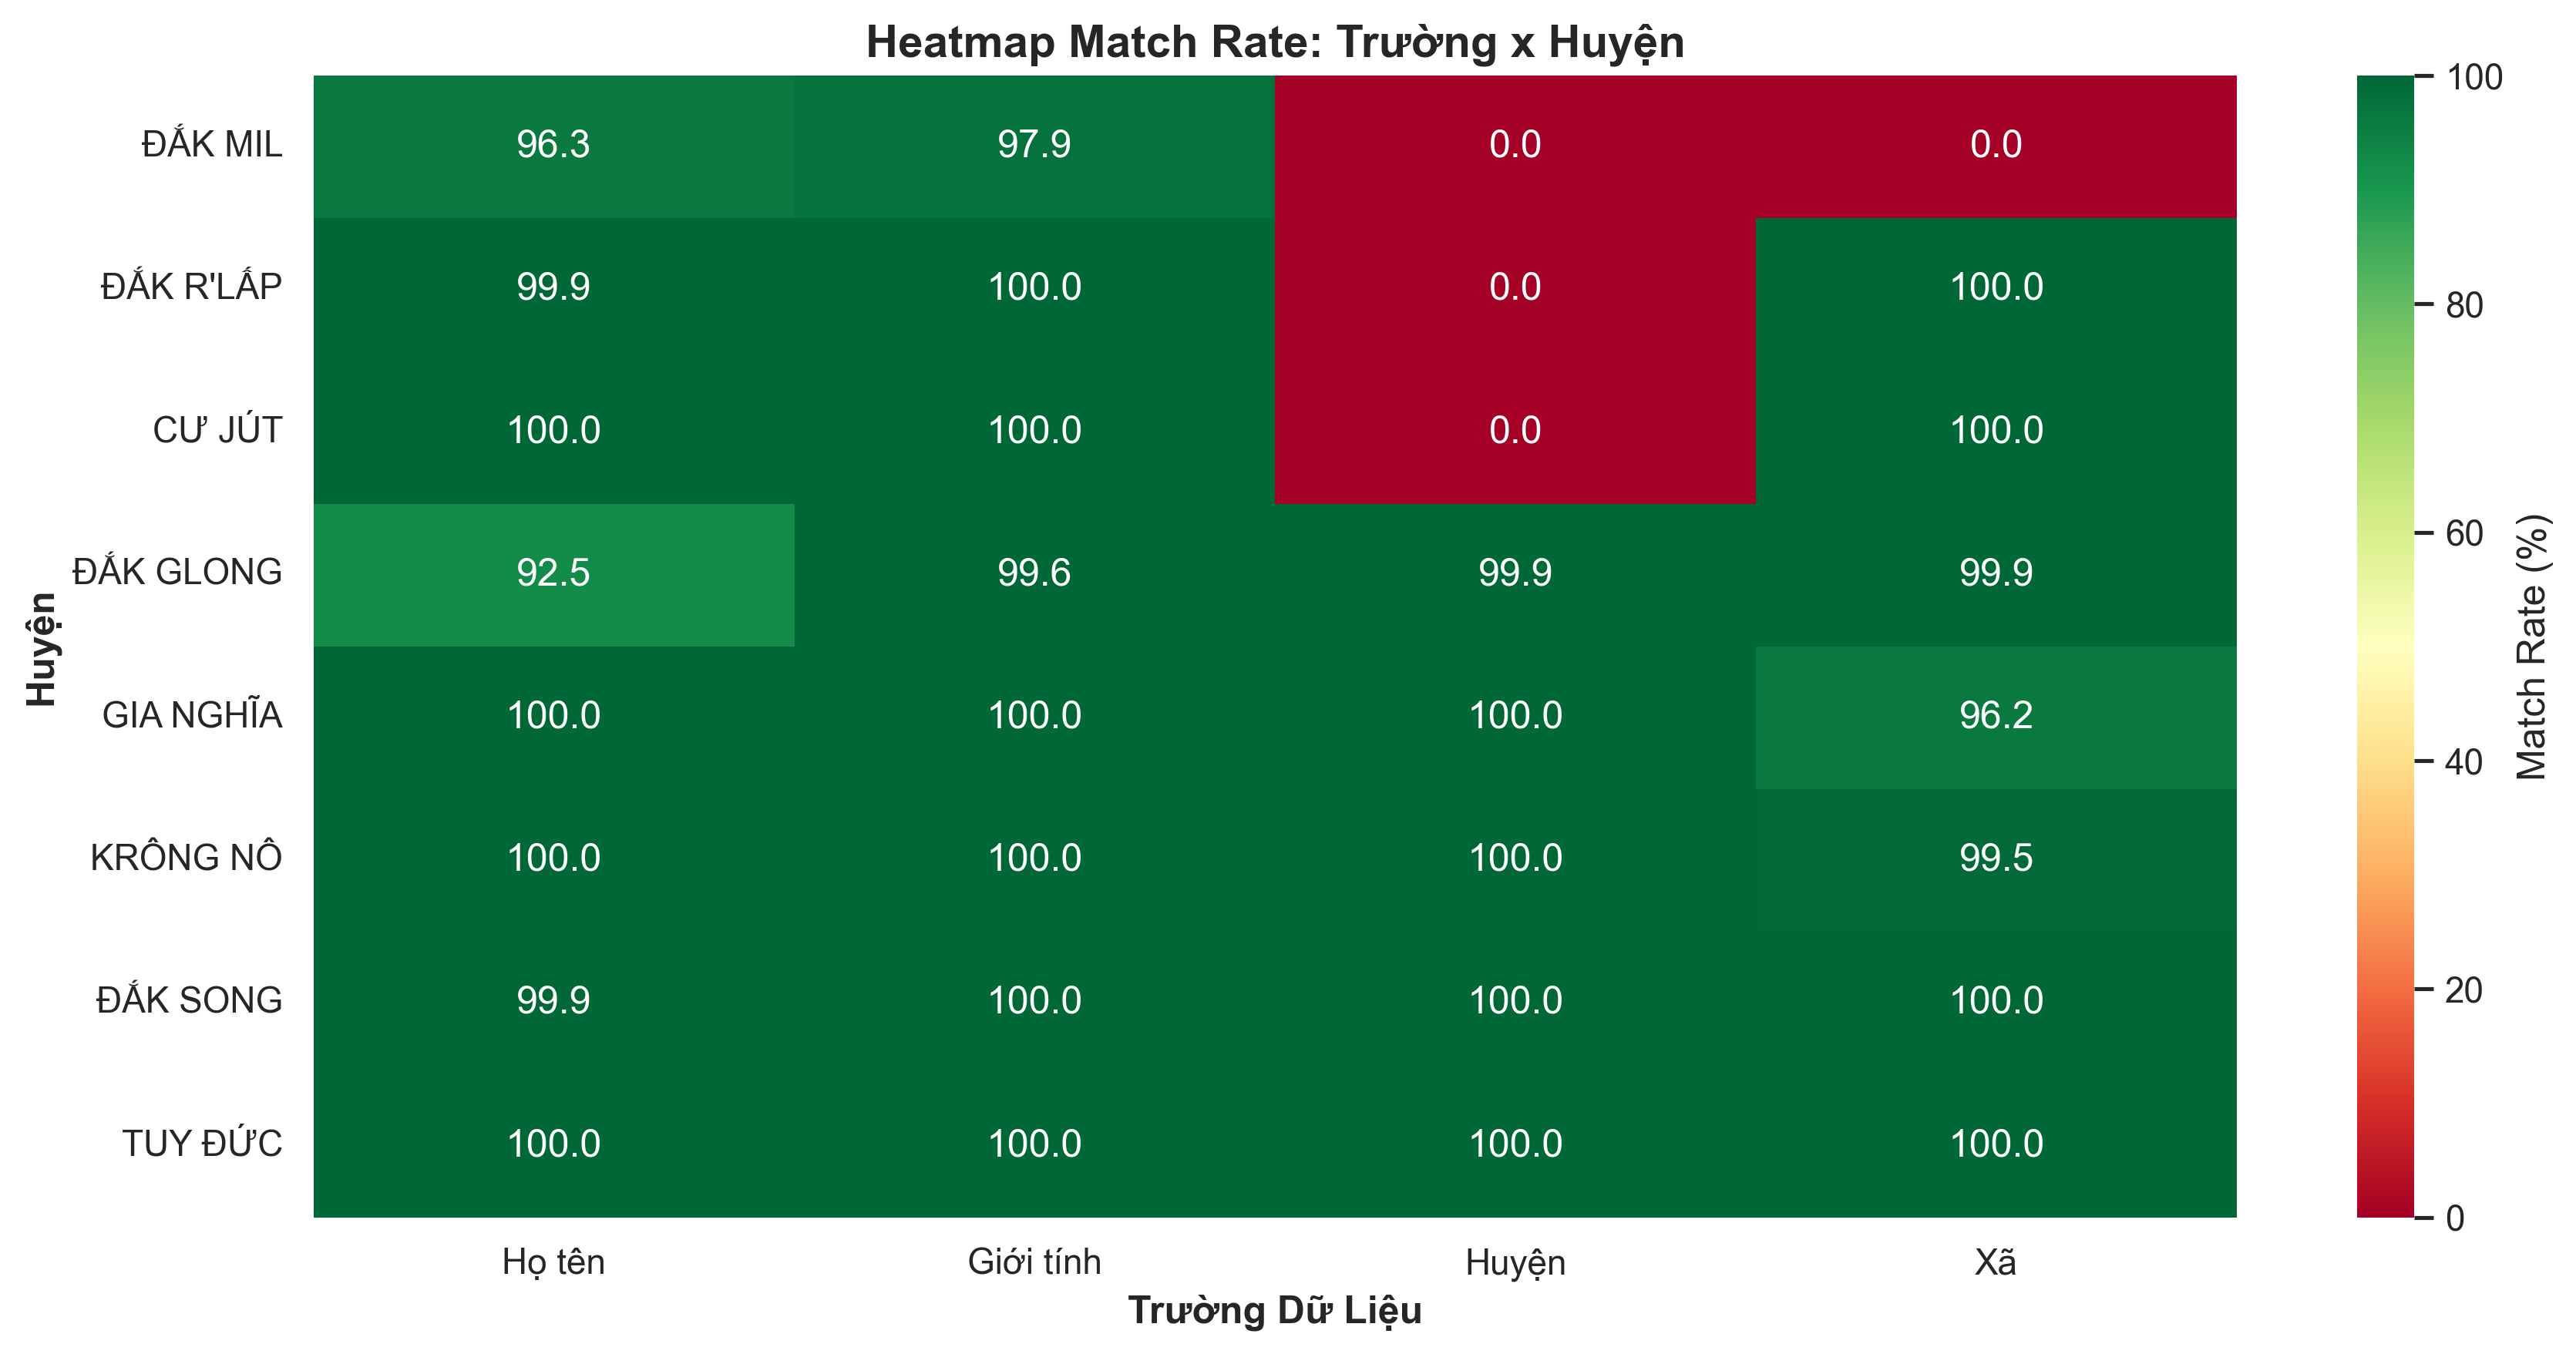 Heatmap Match Rate: Trường x Huyện
ĐẮK MIL 96.3 97.9 0.0 0.0
ĐẮK R'LẤP 99.9 100.0 0.0 100.0
CƯ JÚT 100.0 100.0 0.0 100.0
ĐẮK GLONG 92.5 99.6 99.9 99.9
GIA NGHĨA 100.0 100.0 100.0 96.2
KRÔNG NÔ 100.0 100.0 100.0 99.5
ĐẮK SONG 99.9 100.0 100.0 100.0
TUY ĐỨC 100.0 100.0 100.0 100.0
Huyện
Họ tên Giới tính Huyện Xã
Trường Dữ Liệu
100
80
60
40
20
0
Match Rate (%)